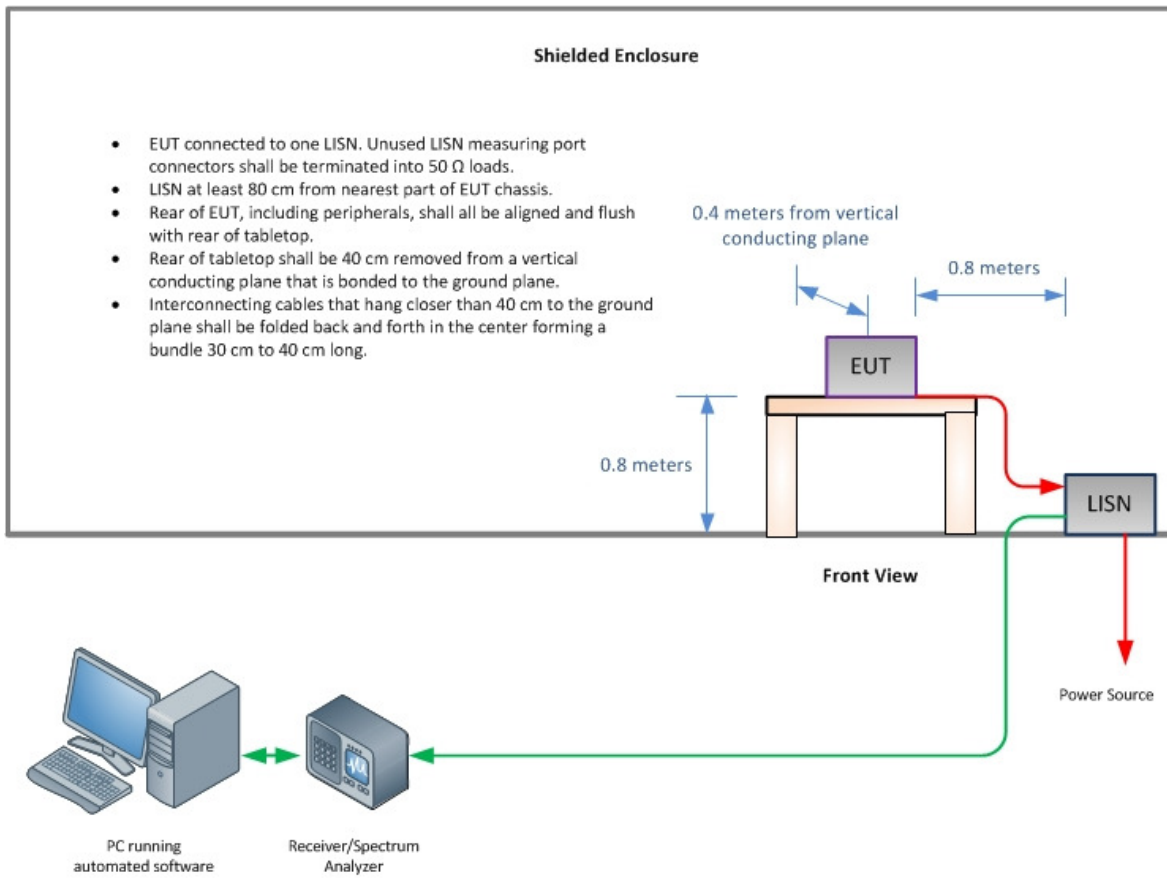 Shielded Enclosure
• EUT connected to one LISN. Unused LISN measuring port
connectors shall be terminated into 50 Ω loads.
• LISN at least 80 cm from nearest part of EUT chassis.
• Rear of EUT, including peripherals, shall all be aligned and flush
with rear of tabletop.
• Rear of tabletop shall be 40 cm removed from a vertical
conducting plane that is bonded to the ground plane.
• Interconnecting cables that hang closer than 40 cm to the ground
plane shall be folded back and forth in the center forming a
bundle 30 cm to 40 cm long.
0.4 meters from vertical
conducting plane
0.8 meters
EUT
0.8 meters
LISN
Front View
Power Source
PC running
automated software
Receiver/Spectrum
Analyzer